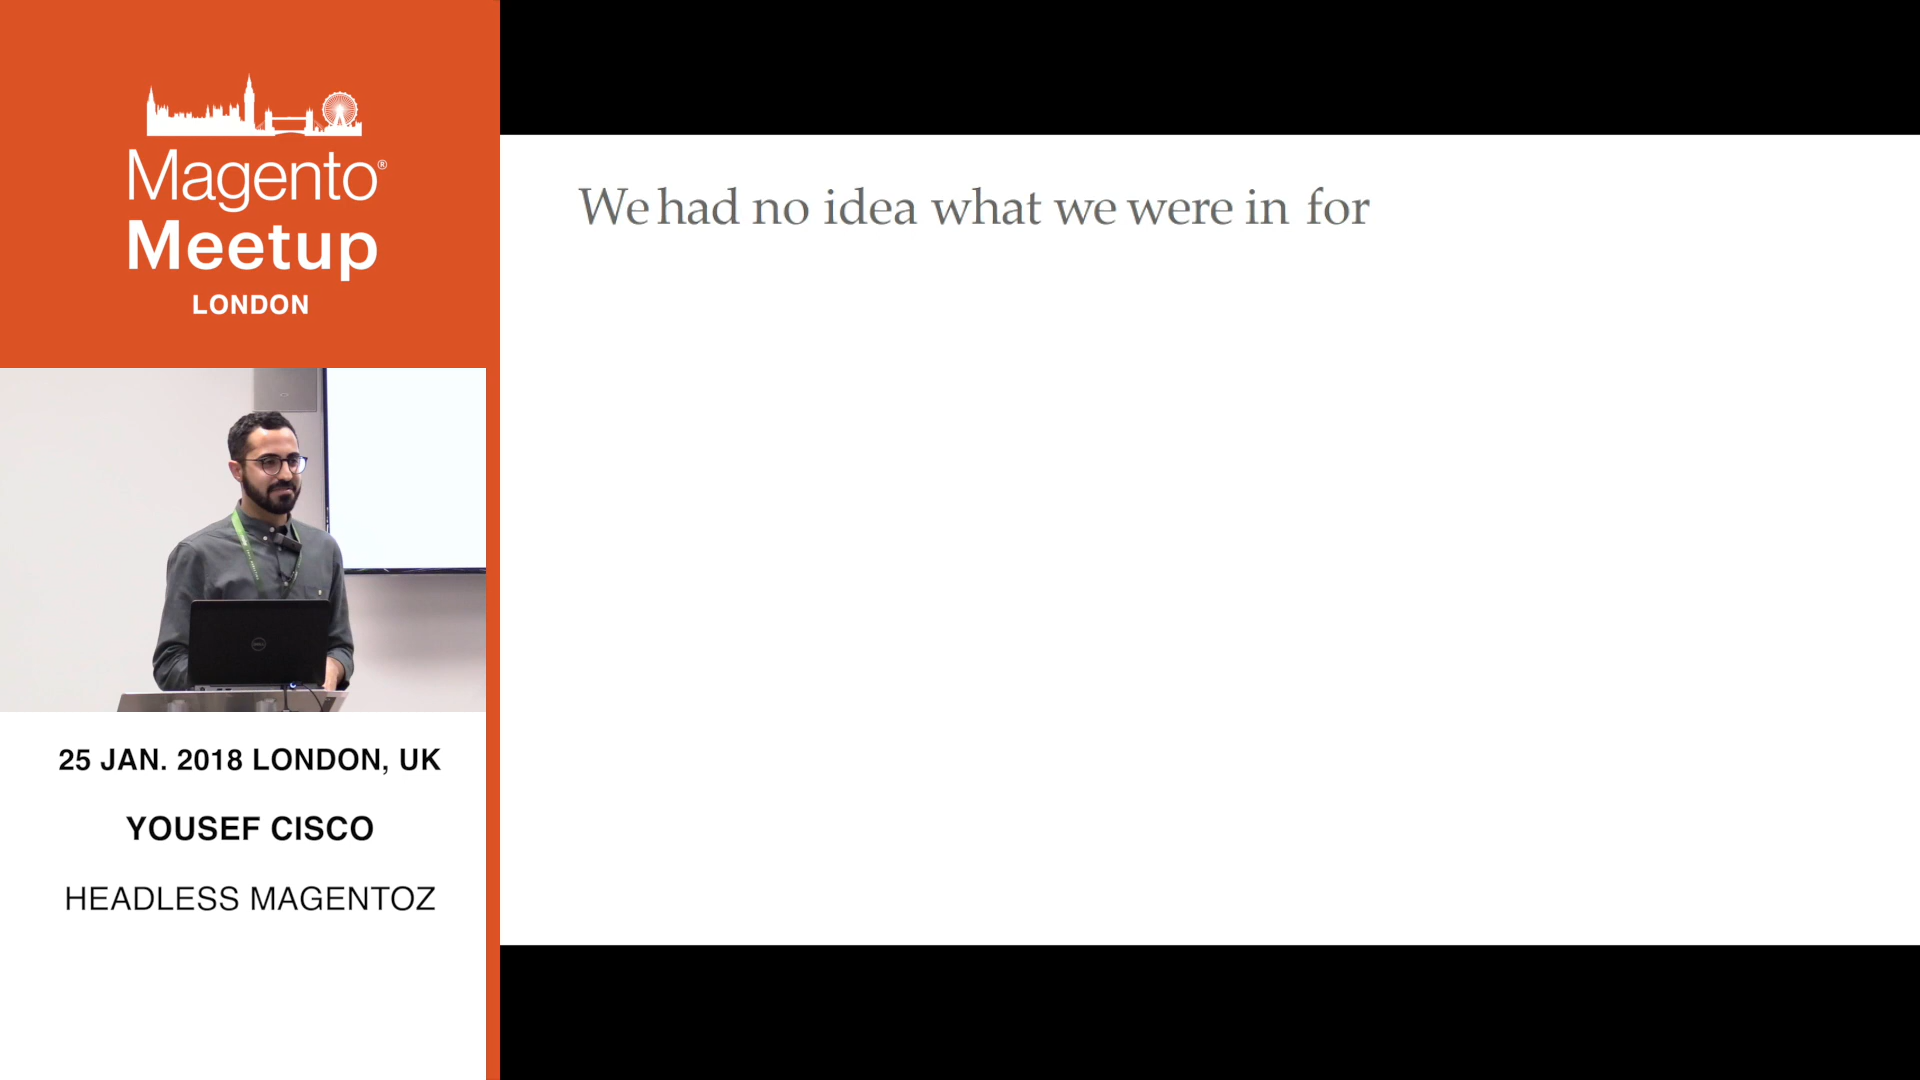 Magento®
Meetup
LONDON
25 JAN. 2018 LONDON, UK
YOUSEF CISCO
HEADLESS MAGENTOZ
We had no idea what we were in for